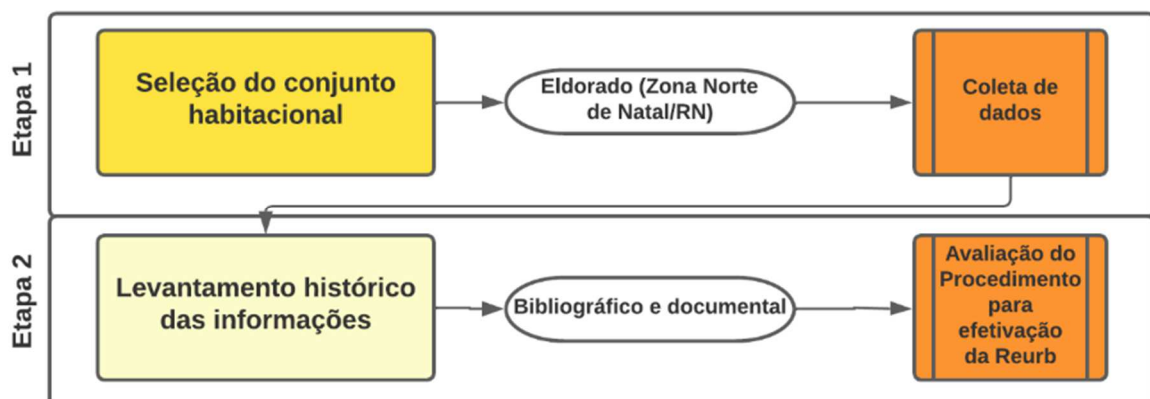 Etapa 1
Seleção do conjunto
habitacional
Eldorado (Zona Norte
de Natal/RN)
Coleta de
dados
Etapa 2
Levantamento histórico
das informações
Bibliográfico e documental
Avaliação do
Procedimento
para
efetivação
da Reurb